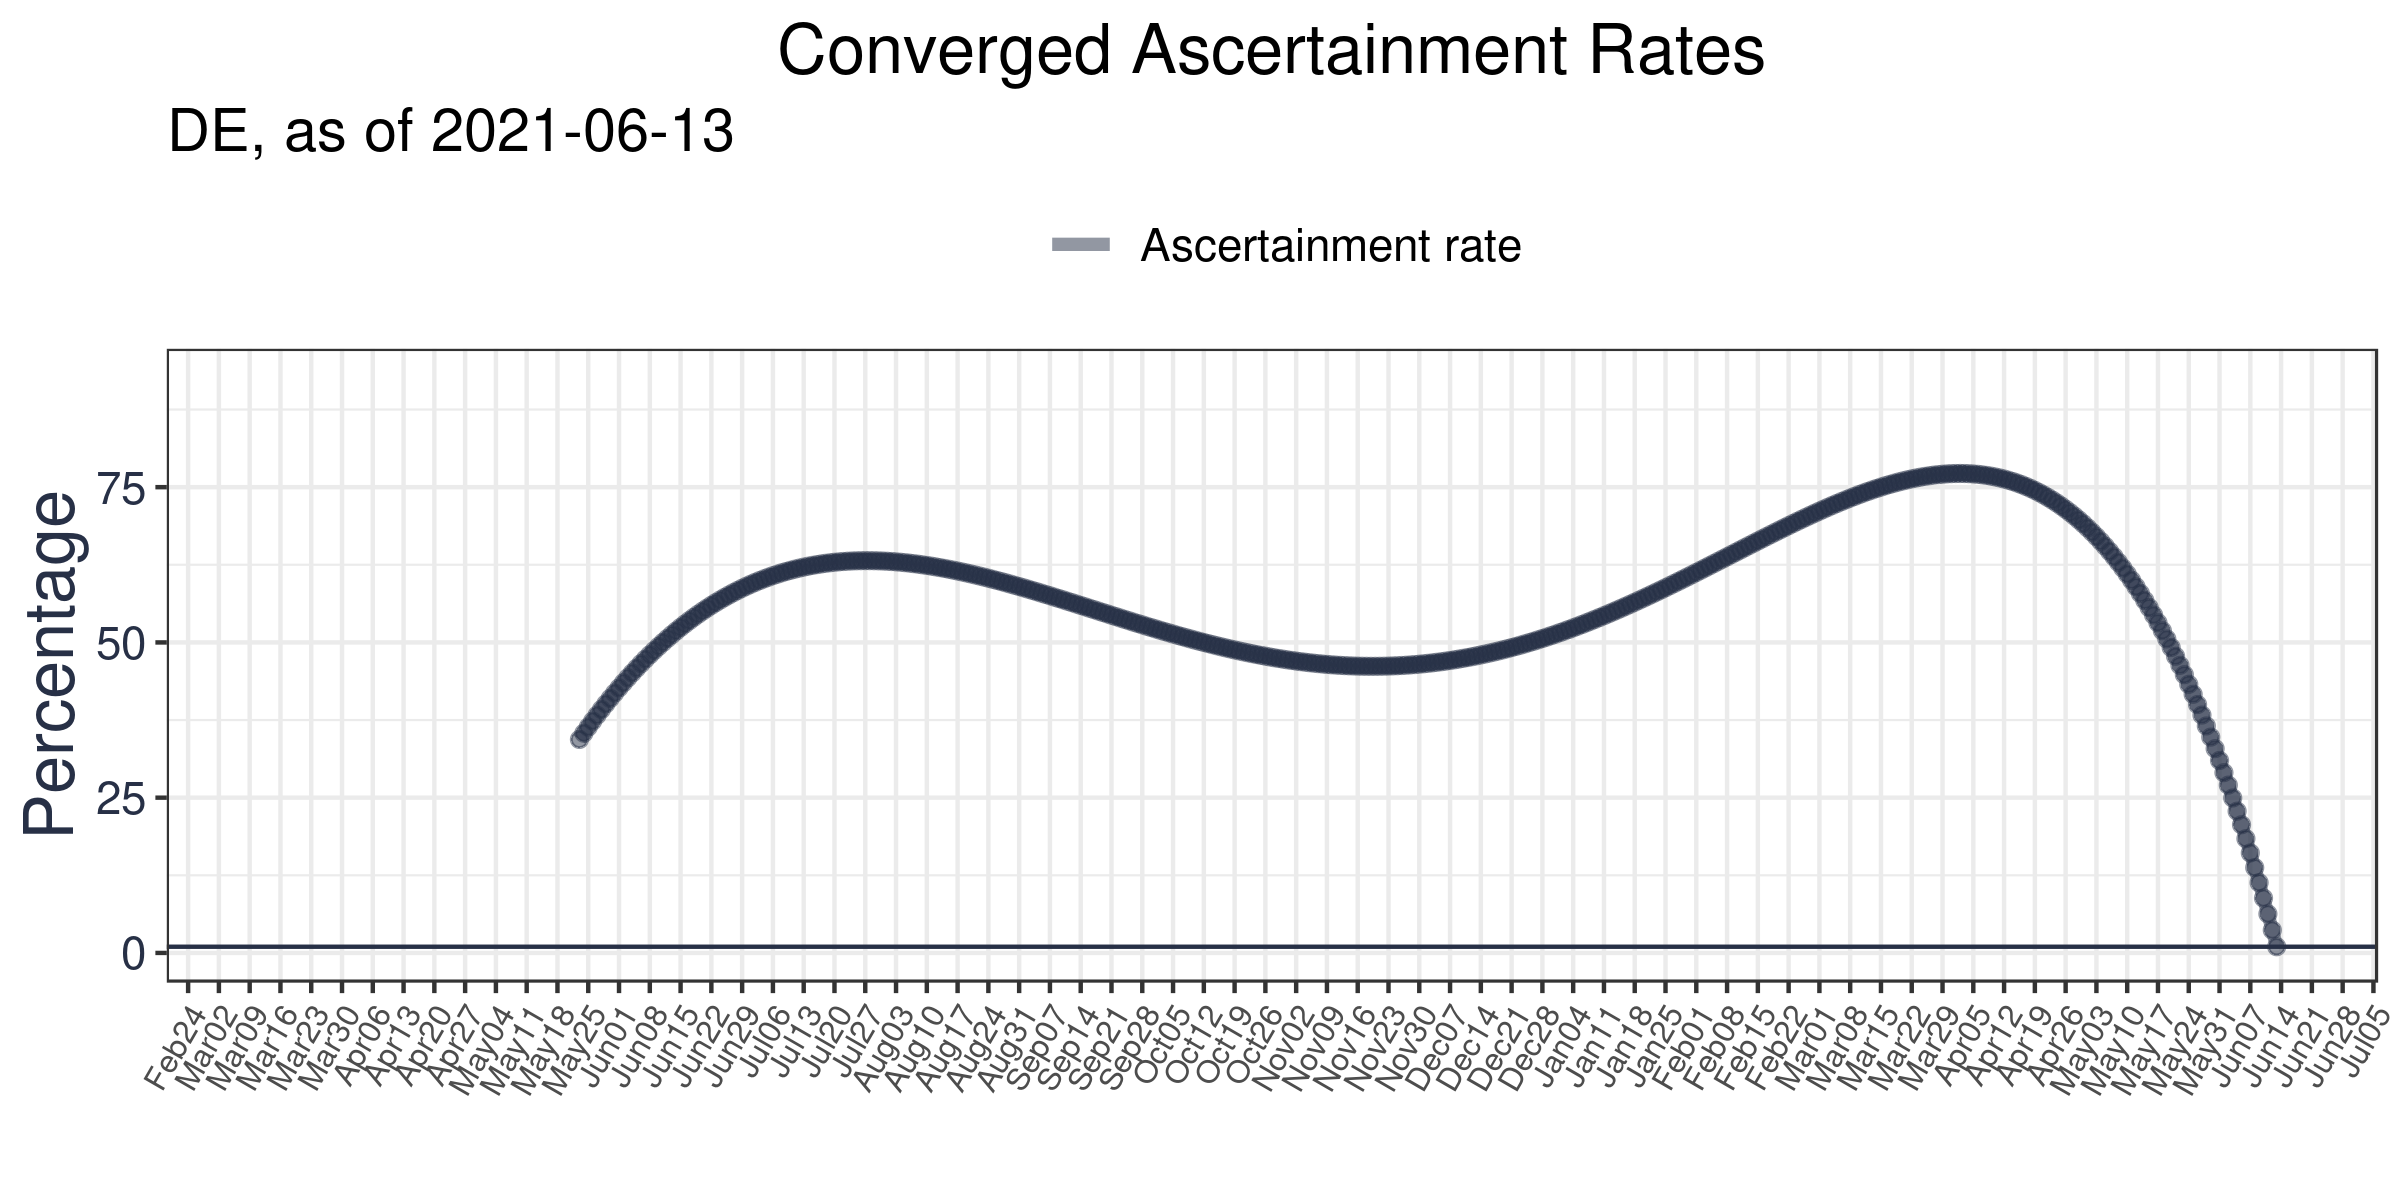 Converged Ascertainment Rates
DE, as of 2021-06-13
Ascertainment rate
Percentage
75
50
25
0
Feb24 Mar02 Mar09 Mar16 Mar23 Mar30 Apr06 Apr13 Apr20 Apr27 May04 May11 May18 May25 Jun01 Jun08 Jun15 Jun22 Jun29 Jul06 Jul13 Jul20 Jul27 Aug03 Aug10 Aug17 Aug24 Aug31 Sep07 Sep14 Sep21 Sep28 Oct05 Oct12 Oct19 Oct26 Nov02 Nov09 Nov16 Nov23 Nov30 Dec07 Dec14 Dec21 Dec28 Jan04 Jan11 Jan18 Jan25 Feb01 Feb08 Feb15 Feb22 Mar01 Mar08 Mar15 Mar22 Mar29 Apr05 Apr12 Apr19 Apr26 May03 May10 May17 May24 May31 Jun07 Jun14 Jun21 Jun28 Jul05